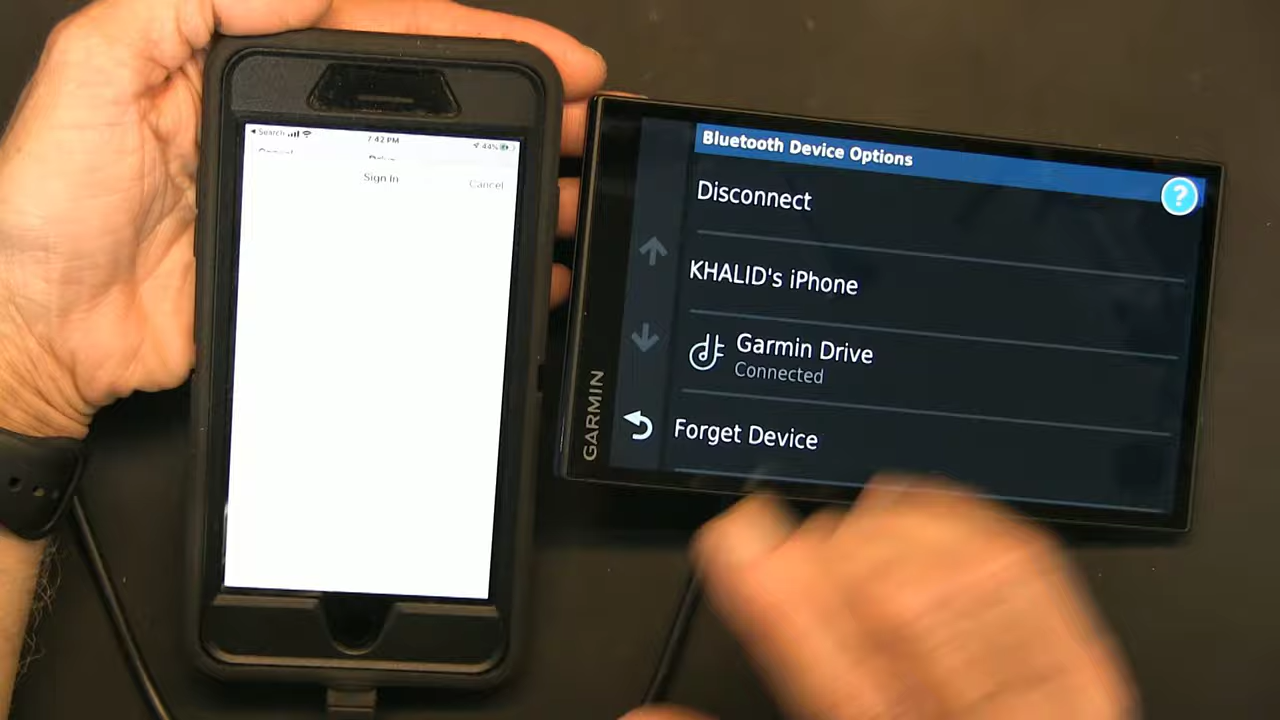 Search
7:42 PM
44%
Sign In
Cancel
GARMIN
Bluetooth Device Options
?
Disconnect
KHALID's iPhone
Garmin Drive
Connected
Forget Device